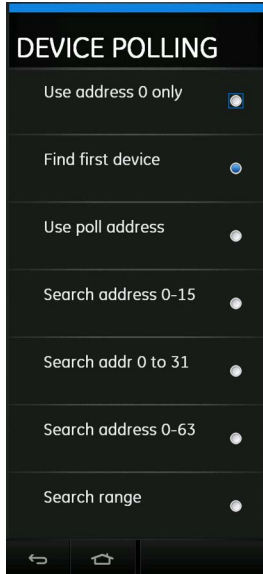 DEVICE POLLING
Use address 0 only
Find first device
Use poll address
Search address 0-15
Search addr 0 to 31
Search address 0-63
Search range